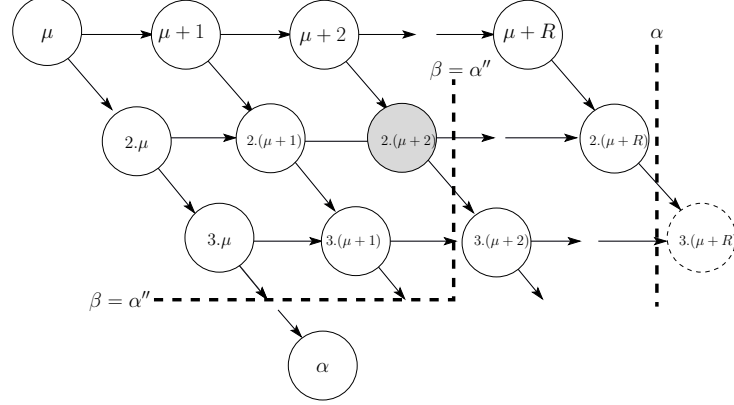 μ μ + 1 μ + 2 μ + R α
β = α′′
2.μ 2.(μ + 1) 2.(μ + 2) 2.(μ + R)
3.μ 3.(μ + 1) 3.(μ + 2) 3.(μ + R)
β = α′′
α